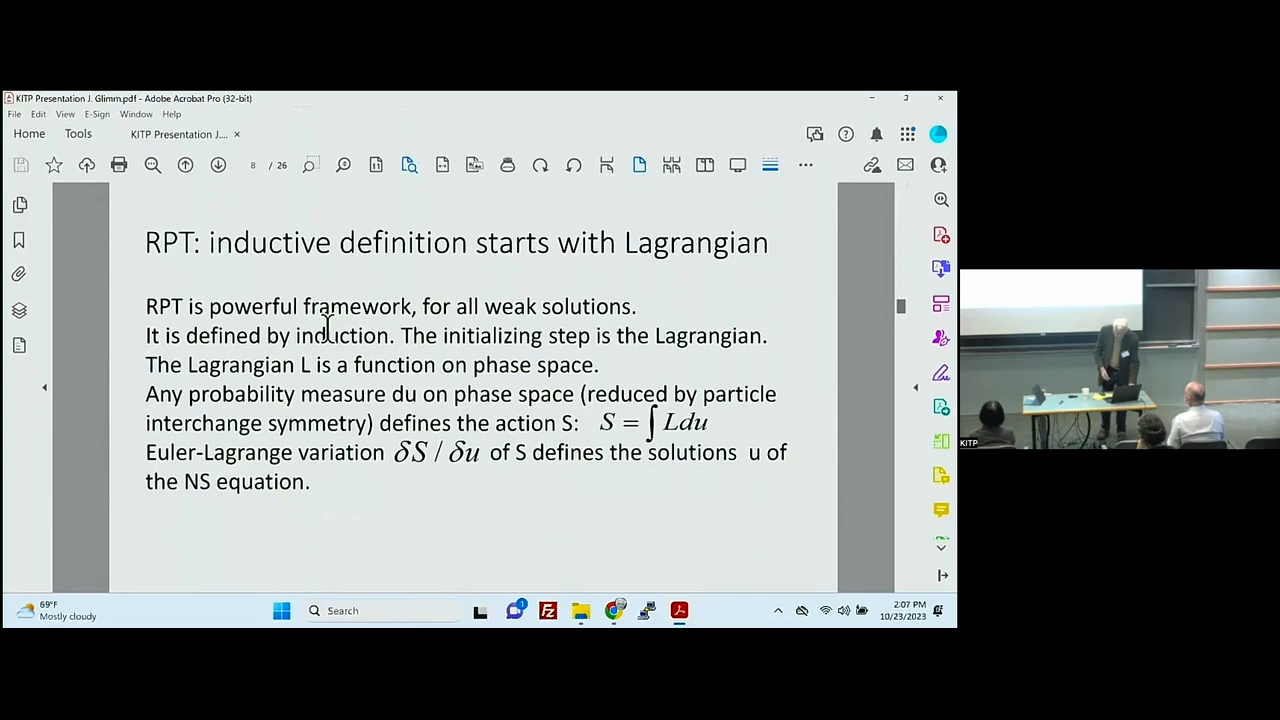 KITP Presentation J. Glimm.pdf - Adobe Acrobat Pro (32-bit)
File Edit View E-Sign Window Help
Home Tools KITP Presentation J.... ×
8 / 26
RPT: inductive definition starts with Lagrangian
RPT is powerful framework, for all weak solutions.
It is defined by induction. The initializing step is the Lagrangian.
The Lagrangian L is a function on phase space.
Any probability measure du on phase space (reduced by particle
interchange symmetry) defines the action S: S = ∫ Ldu
Euler-Lagrange variation δS / δu of S defines the solutions u of
the NS equation.
KITP
69°F
Mostly cloudy
Search
1
2:07 PM
10/23/2023